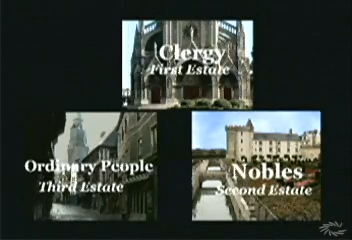 Clergy
First Estate
Ordinary People
Third Estate
Nobles
Second Estate